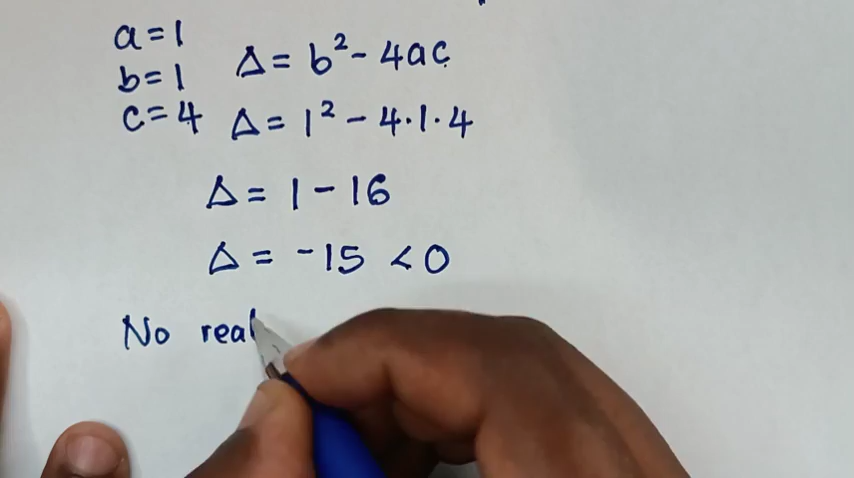 a = 1
b = 1
c = 4
Δ = b² - 4ac
Δ = 1² - 4·1·4
Δ = 1 - 16
Δ = -15 < 0
No real